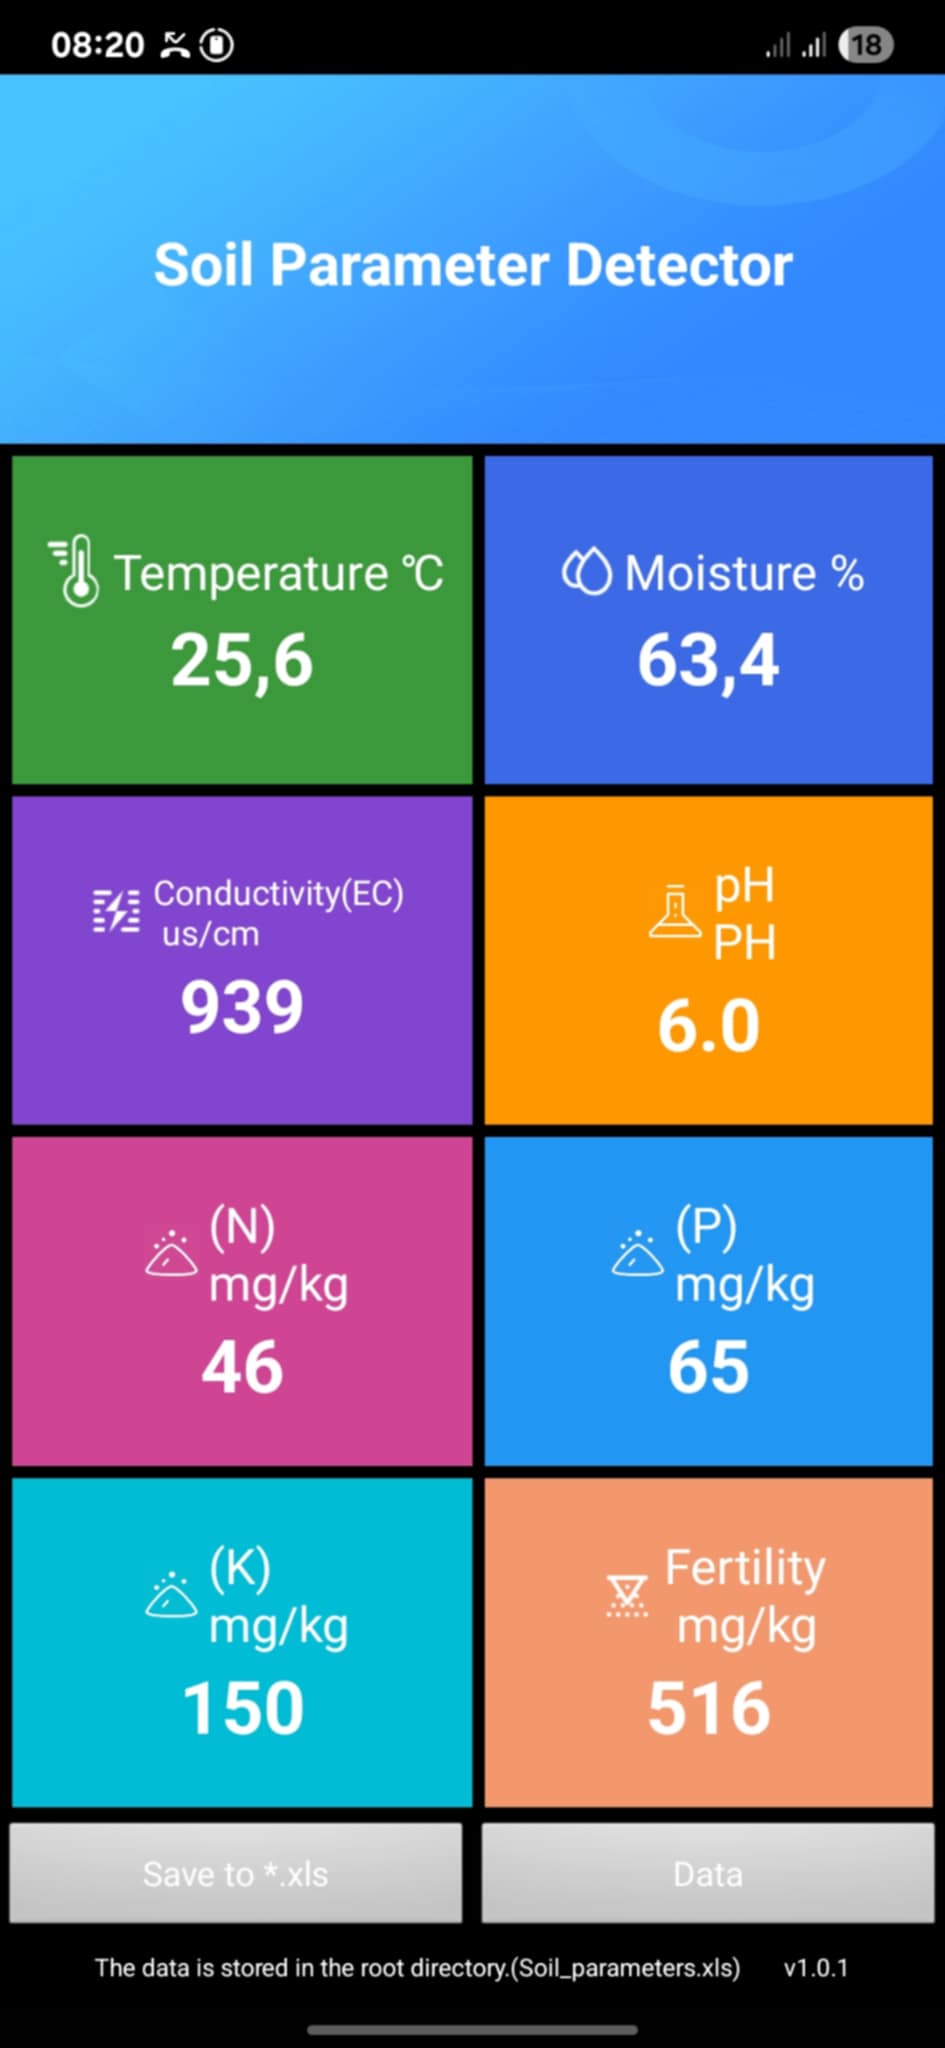 08:20
18
Soil Parameter Detector
Temperature °C
25,6
Moisture %
63,4
Conductivity(EC)
us/cm
939
pH
PH
6.0
(N)
mg/kg
46
(P)
mg/kg
65
(K)
mg/kg
150
Fertility
mg/kg
516
Save to *.xls
Data
The data is stored in the root directory.(Soil_parameters.xls) v1.0.1